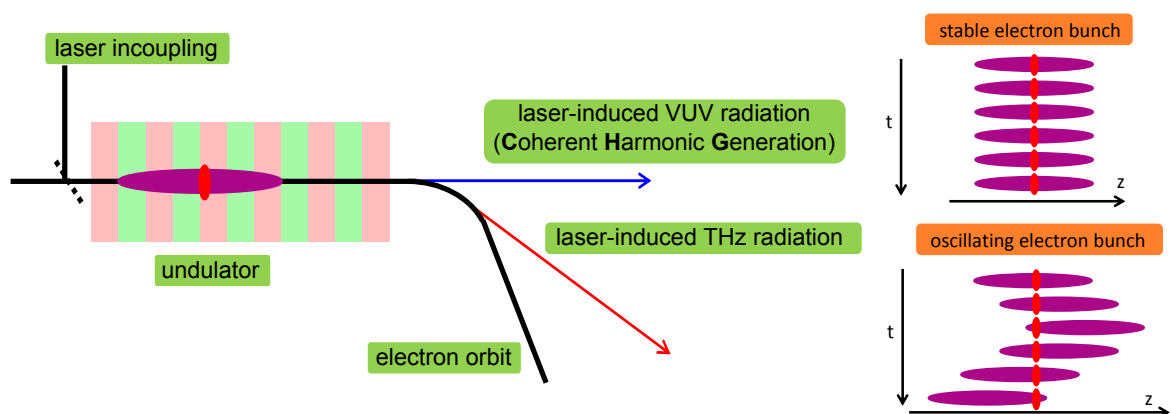 laser incoupling
laser-induced VUV radiation
(Coherent Harmonic Generation)
undulator
laser-induced THz radiation
electron orbit
stable electron bunch
t
z
oscillating electron bunch
t
z